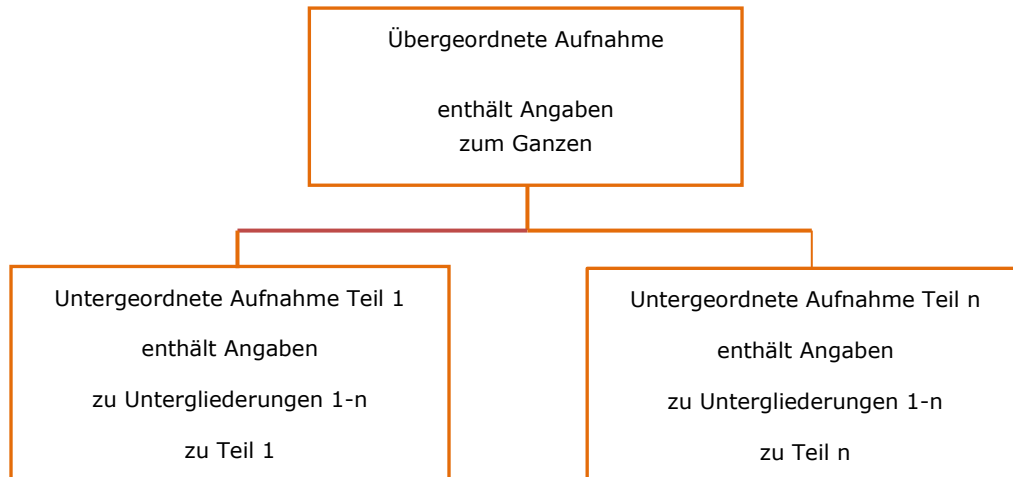 Übergeordnete Aufnahme
enthält Angaben
zum Ganzen
Untergeordnete Aufnahme Teil 1
enthält Angaben
zu Untergliederungen 1-n
zu Teil 1
Untergeordnete Aufnahme Teil n
enthält Angaben
zu Untergliederungen 1-n
zu Teil n